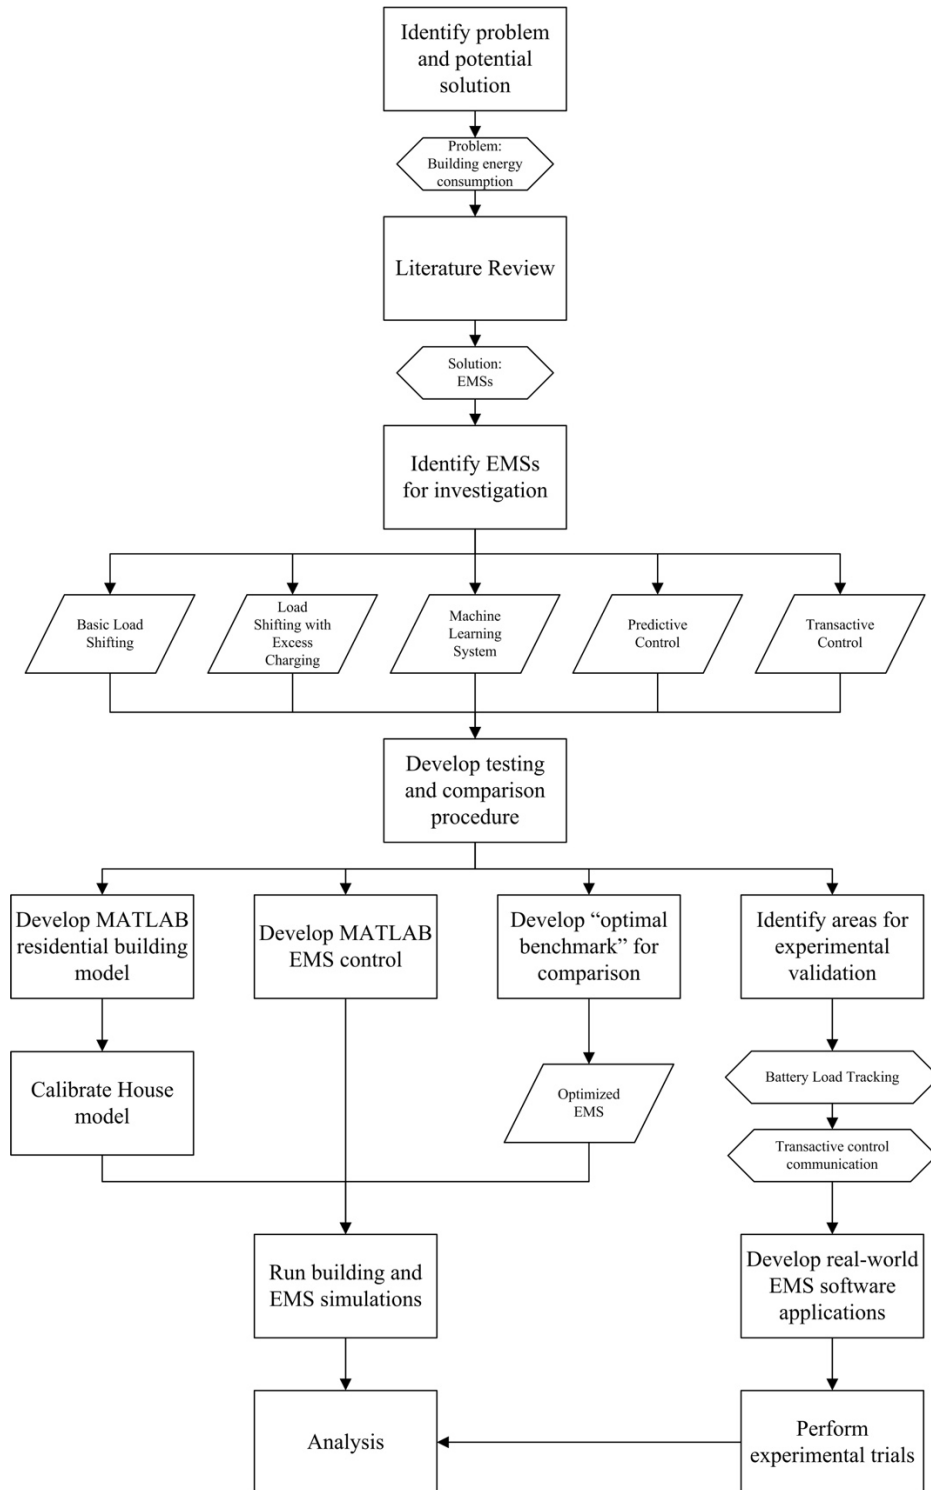 Identify problem
and potential
solution
Problem:
Building energy
consumption
Literature Review
Solution:
EMSs
Identify EMSs
for investigation
Basic Load
Shifting
Load
Shifting with
Excess
Charging
Machine
Learning
System
Predictive
Control
Transactive
Control
Develop testing
and comparison
procedure
Develop MATLAB
residential building
model
Develop MATLAB
EMS control
Develop “optimal
benchmark” for
comparison
Identify areas for
experimental
validation
Calibrate House
model
Optimized
EMS
Battery Load Tracking
Transactive control
communication
Run building and
EMS simulations
Develop real-world
EMS software
applications
Analysis
Perform
experimental trials